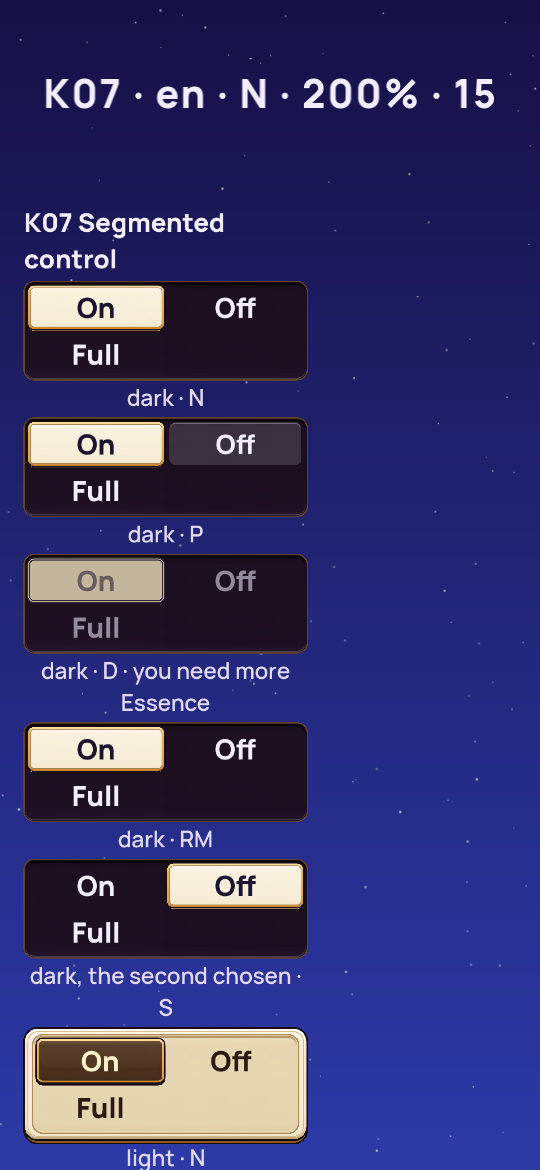 K07 · en · N · 200% · 15
K07 Segmented
control
On Off
Full
dark · N
On Off
Full
dark · P
On Off
Full
dark · D · you need more
Essence
On Off
Full
dark · RM
On Off
Full
dark, the second chosen ·
S
On Off
Full
light · N